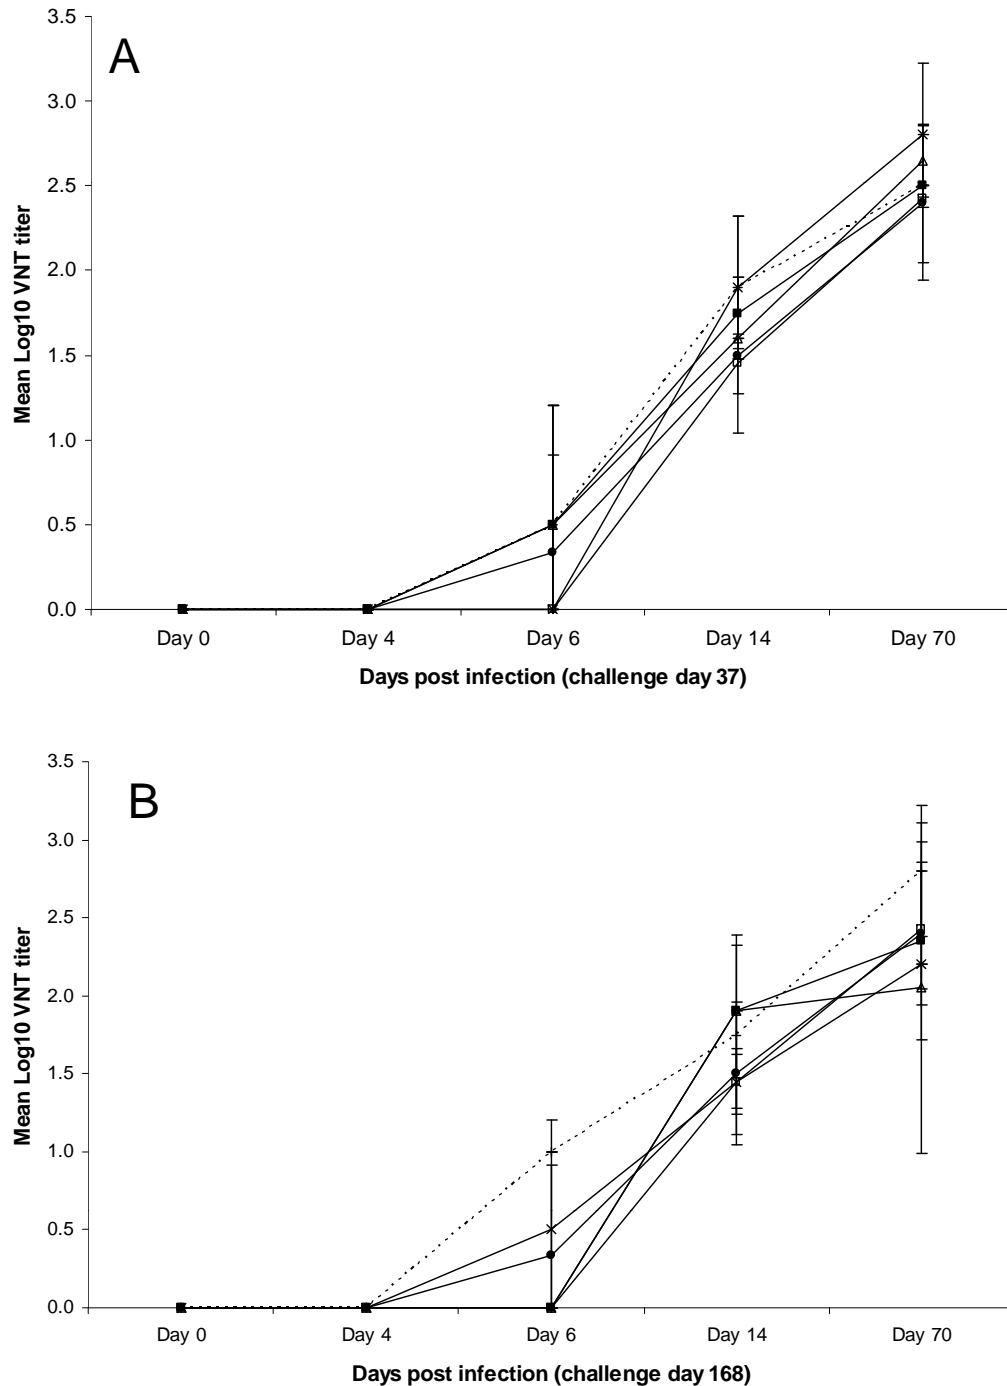 A
3.5
3.0
2.5
2.0
1.5
1.0
0.5
0.0
Mean Log10 VNT titer
Day 0 Day 4 Day 6 Day 14 Day 70
Days post infection (challenge day 37)
B
3.5
3.0
2.5
2.0
1.5
1.0
0.5
0.0
Mean Log10 VNT titer
Day 0 Day 4 Day 6 Day 14 Day 70
Days post infection (challenge day 168)